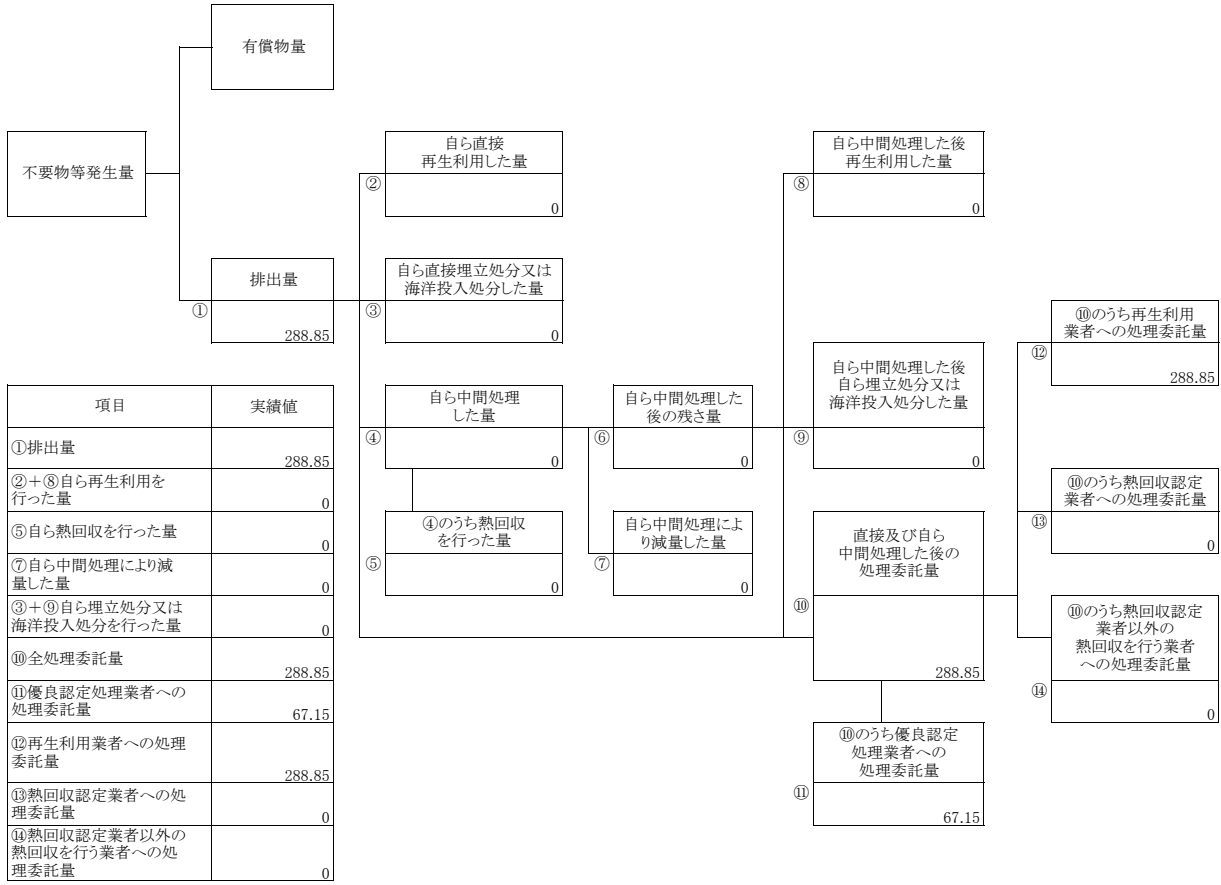 有償物量
不要物等発生量
自ら直接
再生利用した量
②
0
自ら中間処理した後
再生利用した量
⑧
0
排出量
①
288.85
自ら直接埋立処分又は
海洋投入処分した量
③
0
⑩のうち再生利用
業者への処理委託量
⑫
288.85
自ら中間処理
した量
④
0
自ら中間処理した
後の残さ量
⑥
0
自ら中間処理した後
自ら埋立処分又は
海洋投入処分した量
⑨
0
⑩のうち熱回収認定
業者への処理委託量
⑬
0
④のうち熱回収
を行った量
⑤
0
自ら中間処理によ
り減量した量
⑦
0
直接及び自ら
中間処理した後の
処理委託量
⑩
288.85
⑩のうち熱回収認定
業者以外の
熱回収を行う業者
への処理委託量
⑭
0
⑩のうち優良認定
処理業者への
処理委託量
⑪
67.15
項目 実績値
①排出量
288.85
②+⑧自ら再生利用を
行った量
0
⑤自ら熱回収を行った量
0
⑦自ら中間処理により減
量した量
0
③+⑨自ら埋立処分又は
海洋投入処分を行った量
0
⑩全処理委託量
288.85
⑪優良認定処理業者への
処理委託量
67.15
⑫再生利用業者への処理
委託量
288.85
⑬熱回収認定業者への処
理委託量
0
⑭熱回収認定業者以外の
熱回収を行う業者への処
理委託量
0